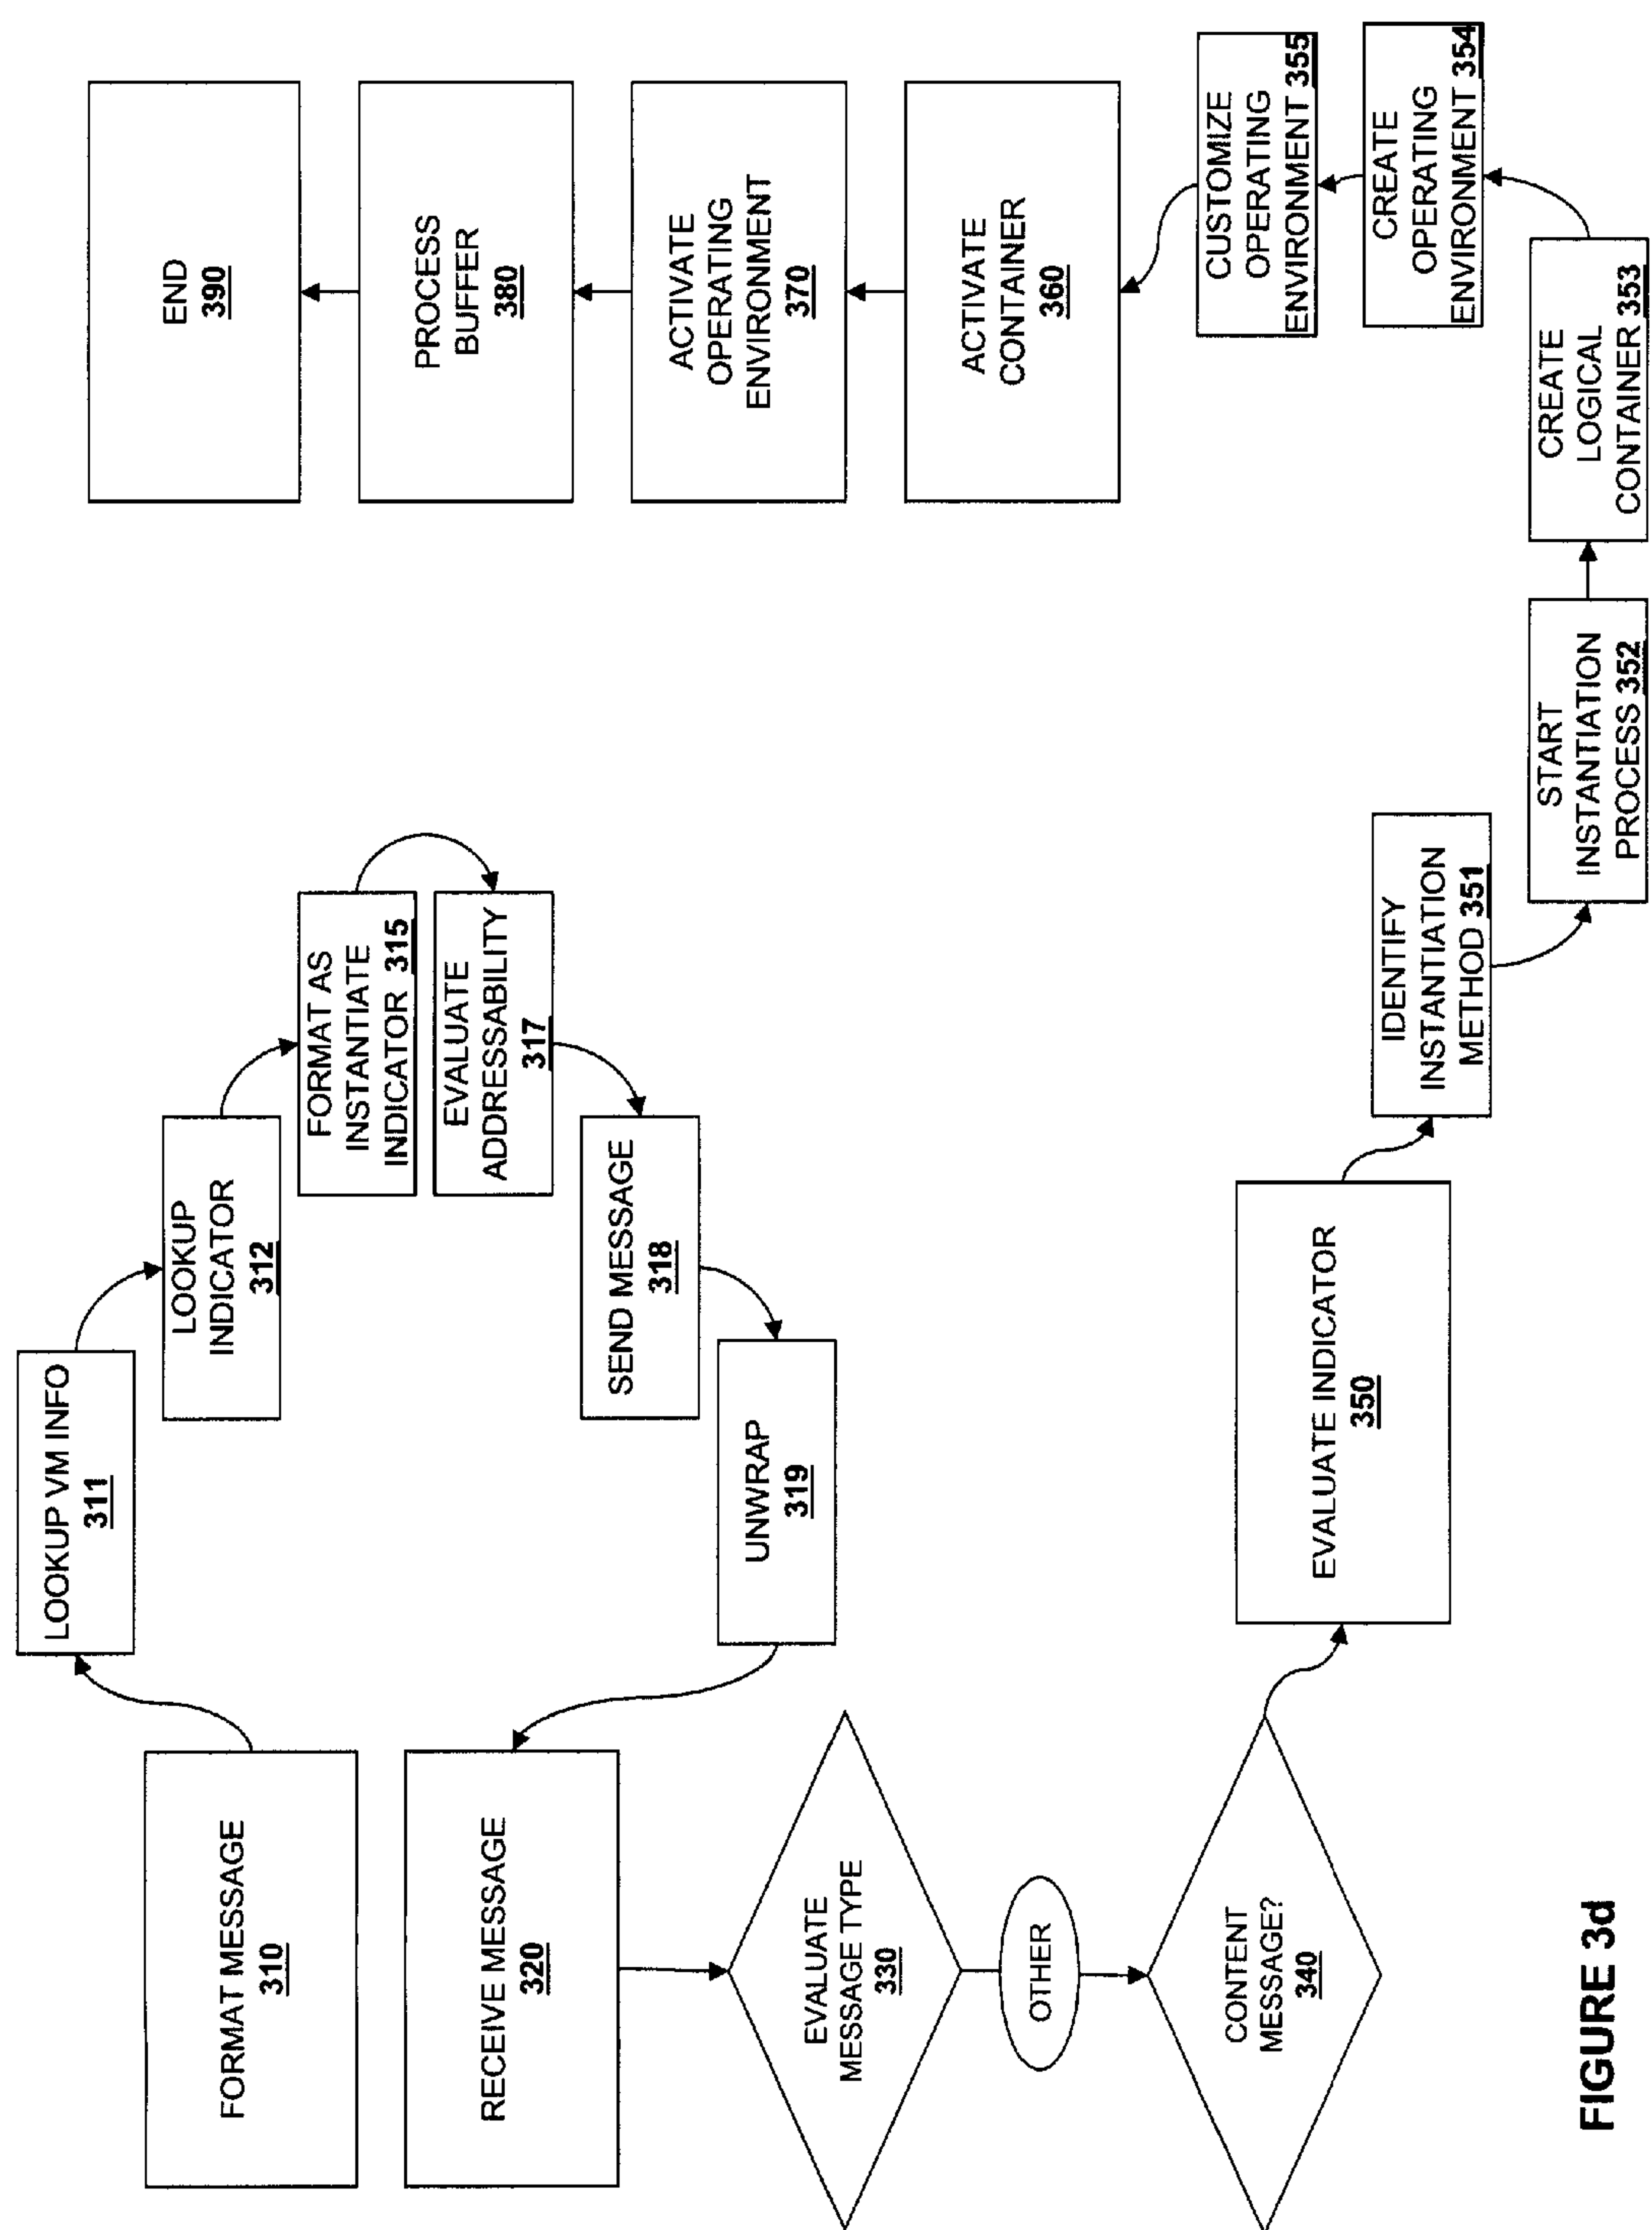 FORMAT MESSAGE
310
LOOKUP VM INFO
311
LOOKUP
INDICATOR
312
FORMAT AS
INSTANTIATE
INDICATOR 315
EVALUATE
ADDRESSABILITY
317
SEND MESSAGE
318
UNWRAP
319
RECEIVE MESSAGE
320
EVALUATE
MESSAGE TYPE
330
OTHER
CONTENT
MESSAGE?
340
EVALUATE INDICATOR
350
IDENTIFY
INSTANTIATION
METHOD 351
START
INSTANTIATION
PROCESS 352
CREATE
LOGICAL
CONTAINER 353
CREATE
OPERATING
ENVIRONMENT 354
CUSTOMIZE
OPERATING
ENVIRONMENT 355
ACTIVATE
CONTAINER
360
ACTIVATE
OPERATING
ENVIRONMENT
370
PROCESS
BUFFER
380
END
390
FIGURE 3d